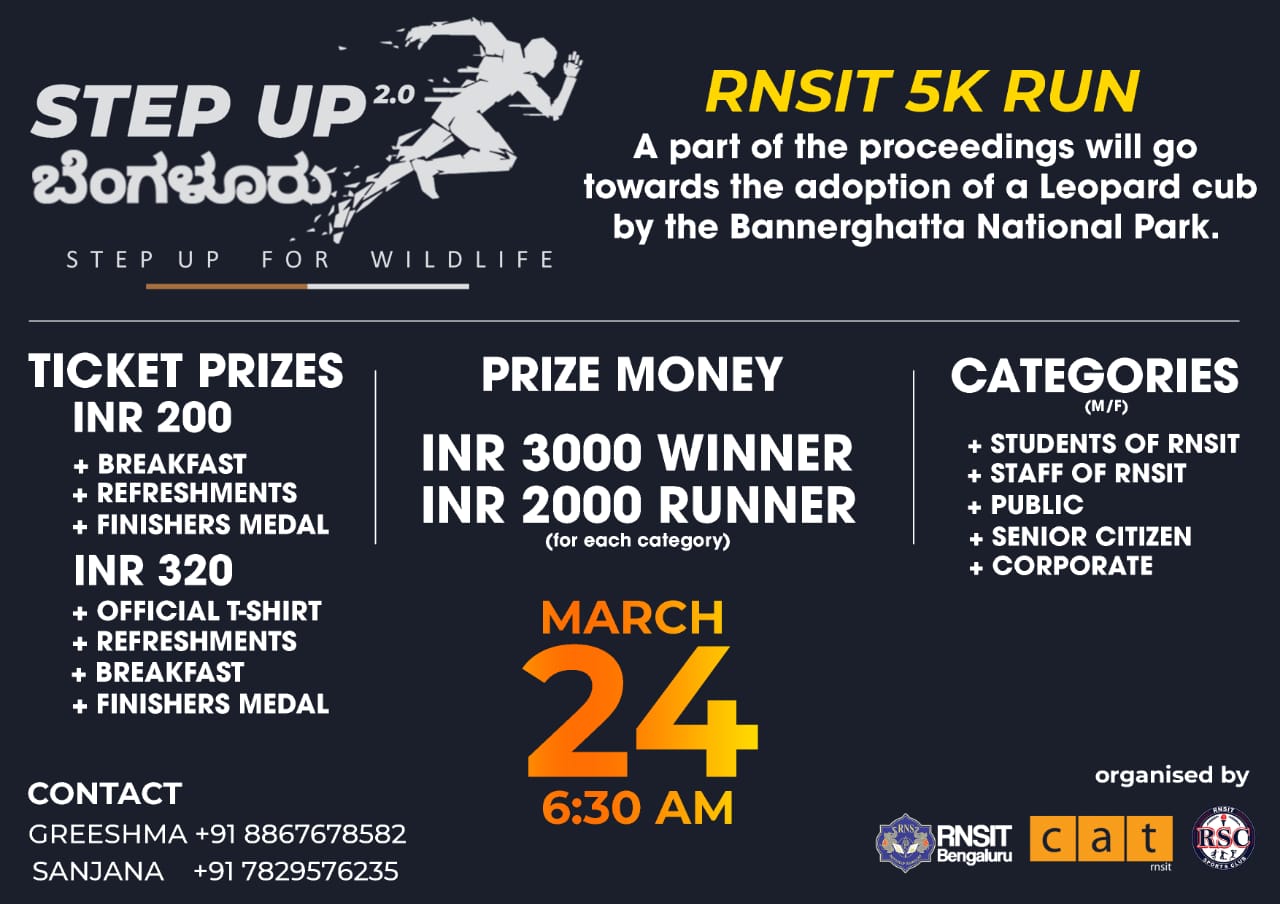 STEP UP 2.0
ಬೆಂಗಳೂರು
STEP UP FOR WILDLIFE
RNSIT 5K RUN
A part of the proceedings will go
towards the adoption of a Leopard cub
by the Bannerghatta National Park.
TICKET PRIZES
INR 200
+ BREAKFAST
+ REFRESHMENTS
+ FINISHERS MEDAL
INR 320
+ OFFICIAL T-SHIRT
+ REFRESHMENTS
+ BREAKFAST
+ FINISHERS MEDAL
PRIZE MONEY
INR 3000 WINNER
INR 2000 RUNNER
(for each category)
CATEGORIES
(M/F)
+ STUDENTS OF RNSIT
+ STAFF OF RNSIT
+ PUBLIC
+ SENIOR CITIZEN
+ CORPORATE
MARCH
24
6:30 AM
CONTACT
GREESHMA +91 8867678582
SANJANA +91 7829576235
organised by
RNS
RNSIT
Bengaluru
cat
rnsit
RNSIT
RSC
SPORTS CLUB